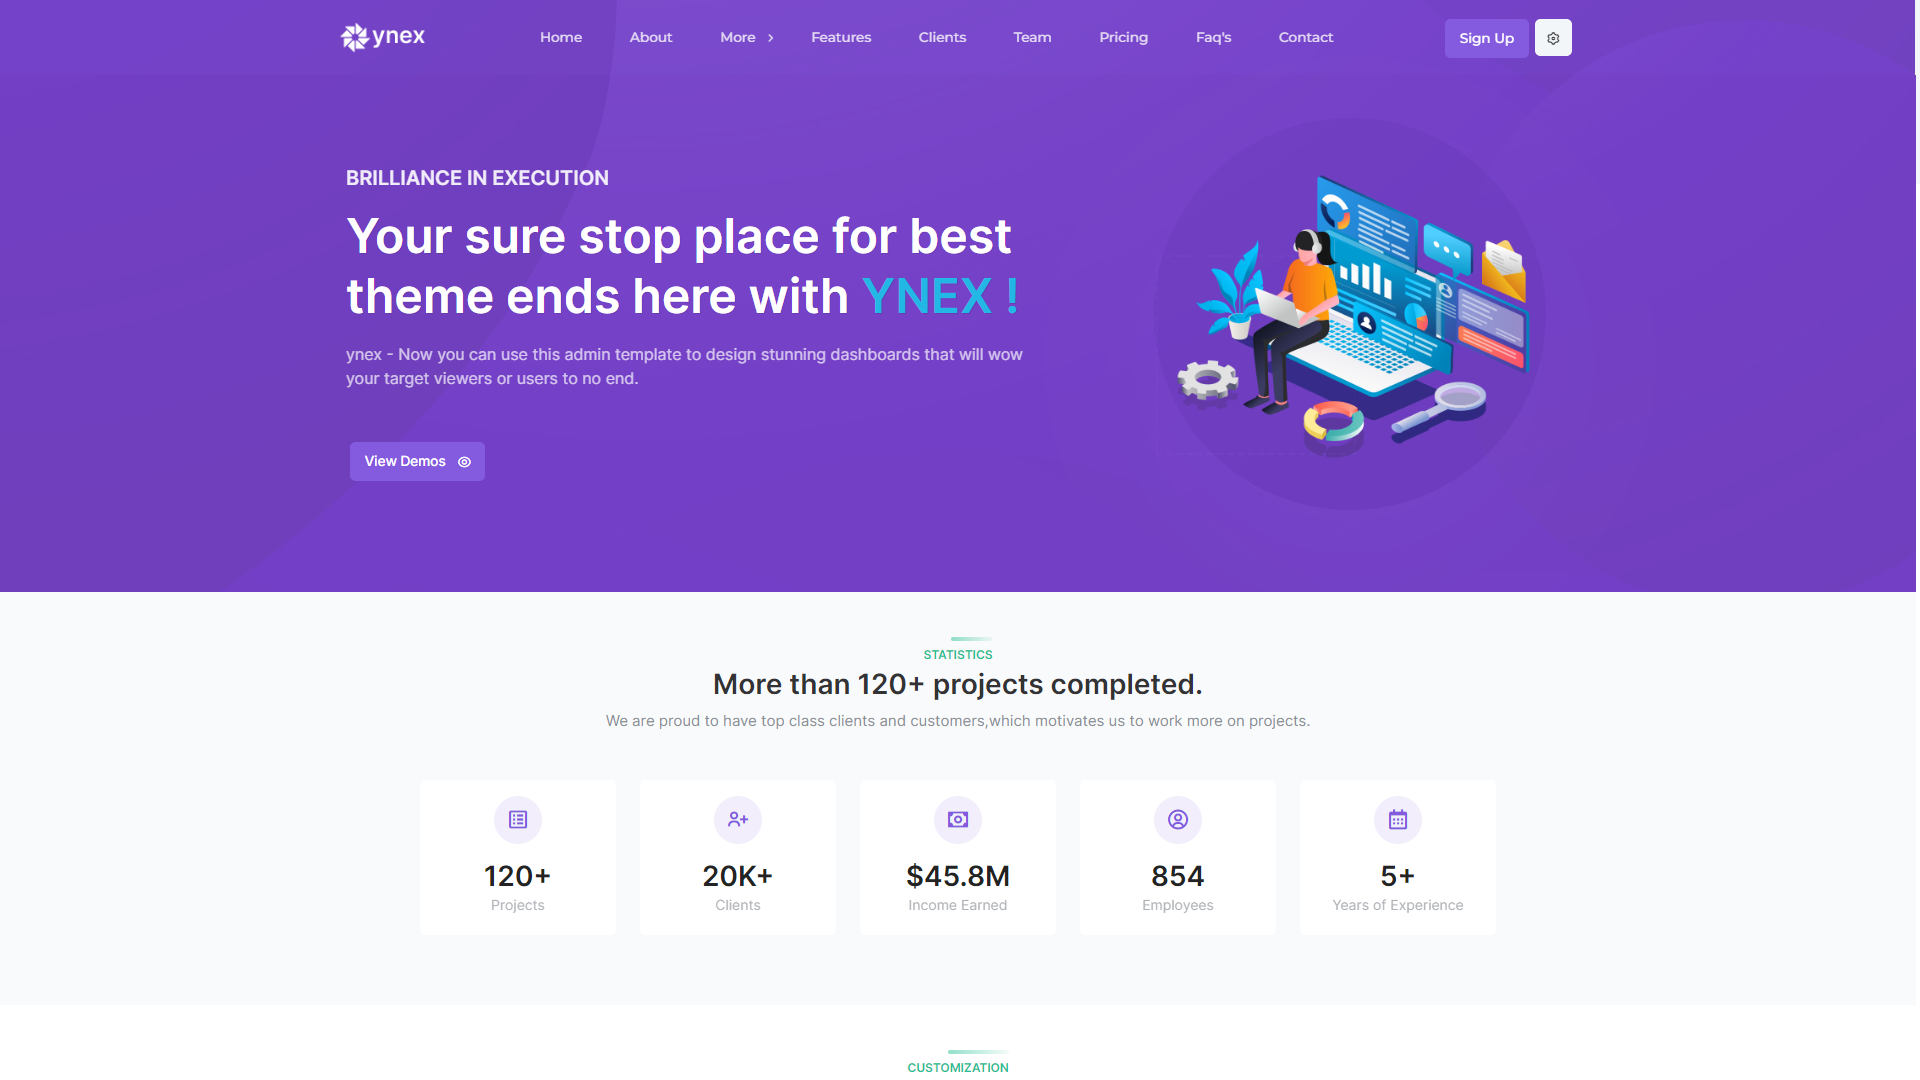 ynex
Home About More Features Clients Team Pricing Faq's Contact
Sign Up
BRILLIANCE IN EXECUTION
Your sure stop place for best
theme ends here with YNEX !
ynex - Now you can use this admin template to design stunning dashboards that will wow
your target viewers or users to no end.
View Demos
STATISTICS
More than 120+ projects completed.
We are proud to have top class clients and customers,which motivates us to work more on projects.
120+
Projects
20K+
Clients
$45.8M
Income Earned
854
Employees
5+
Years of Experience
CUSTOMIZATION